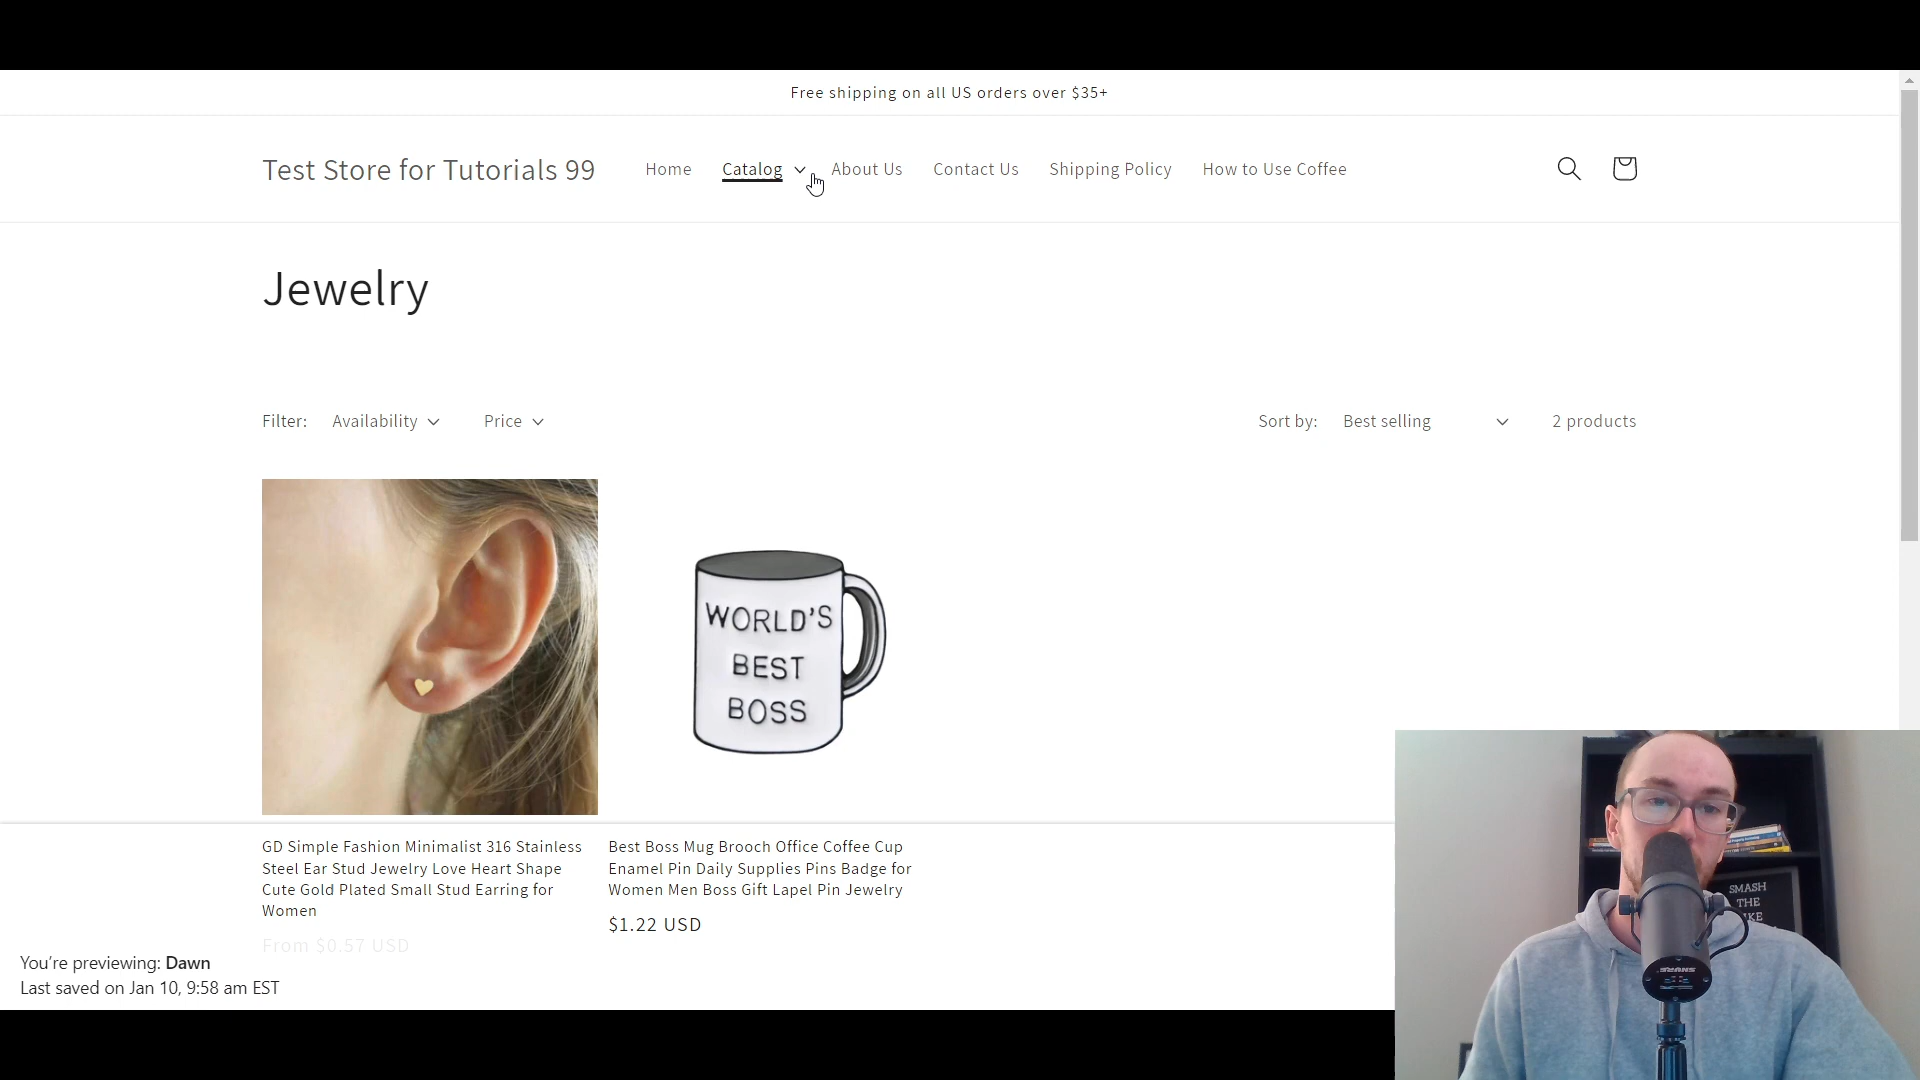 Free shipping on all US orders over $35+
Test Store for Tutorials 99
Home
Catalog
About Us
Contact Us
Shipping Policy
How to Use Coffee
Jewelry
Filter:
Availability
Price
Sort by:
Best selling
2 products
WORLD'S
BEST
BOSS
GD Simple Fashion Minimalist 316 Stainless
Steel Ear Stud Jewelry Love Heart Shape
Cute Gold Plated Small Stud Earring for
Women
From $0.57 USD
Best Boss Mug Brooch Office Coffee Cup
Enamel Pin Daily Supplies Pins Badge for
Women Men Boss Gift Lapel Pin Jewelry
$1.22 USD
You're previewing: Dawn
Last saved on Jan 10, 9:58 am EST
SMASH
THE
SHURE